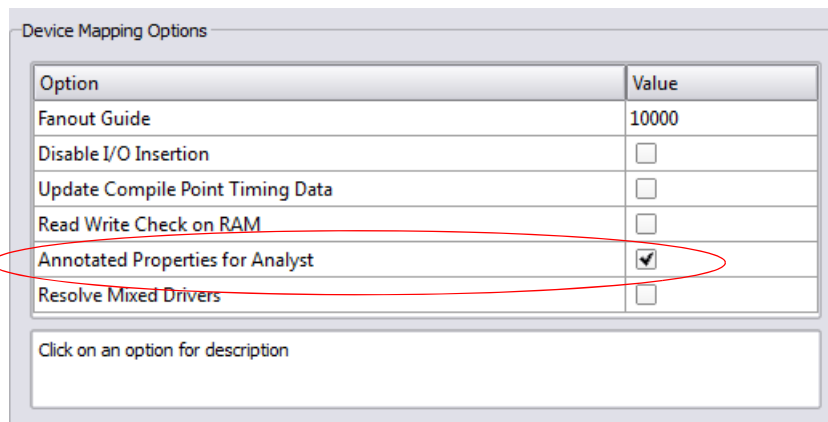 Device Mapping Options
Option Value
Fanout Guide 10000
Disable I/O Insertion
Update Compile Point Timing Data
Read Write Check on RAM
Annotated Properties for Analyst
Resolve Mixed Drivers
Click on an option for description